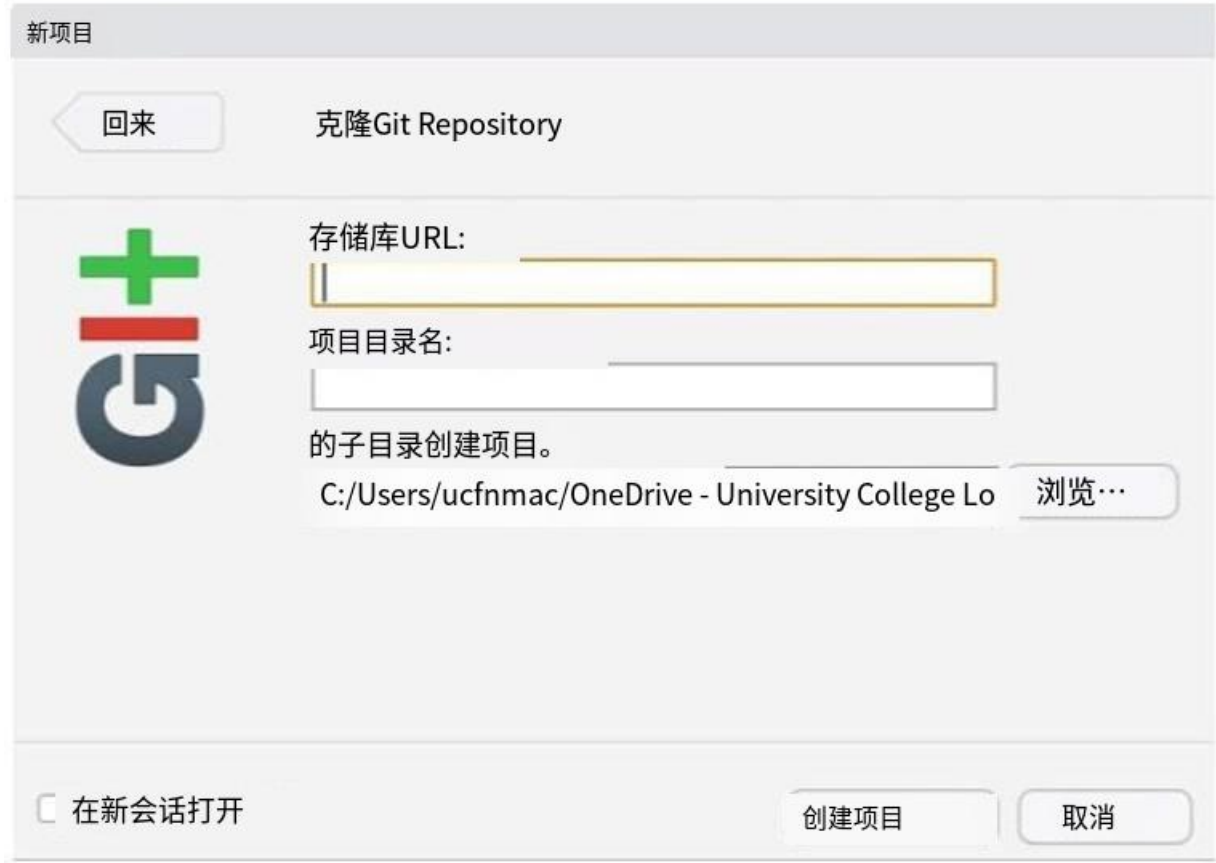 新项目
回来
克隆Git Repository
存储库URL:
项目目录名:
的子目录创建项目。
C:/Users/ucfnmac/OneDrive - University College Lo
浏览…
在新会话打开
创建项目
取消
GIt